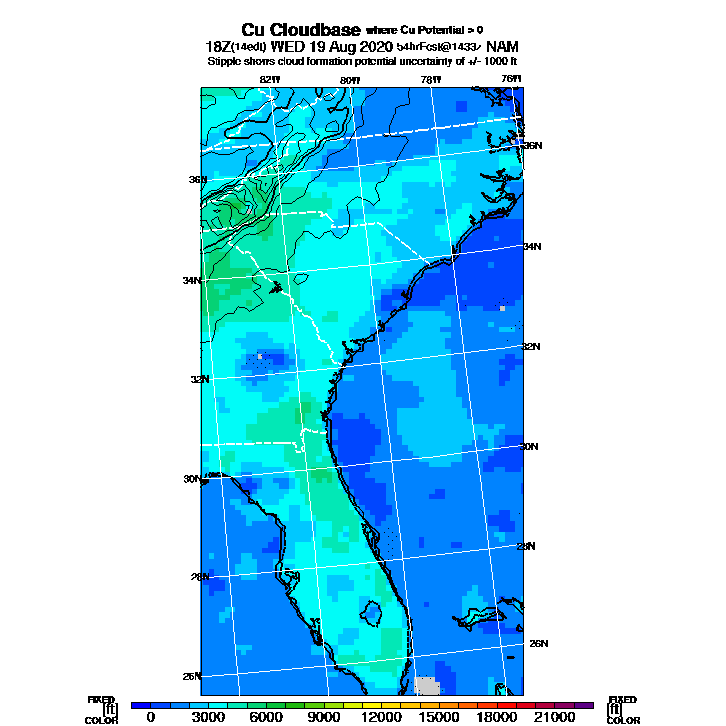 Cu Cloudbase where Cu Potential > 0
18Z(14edt) WED 19 Aug 2020 54hrFcst@1433z NAM
Stipple shows cloud formation potential uncertainty of +/- 1000 ft
82W 80W 78W 76W
36N 36N
34N 34N
32N 32N
30N 30N
28N 28N
26N 26N
FIXED FIXED
[ft] [ft]
COLOR COLOR
0 3000 6000 9000 12000 15000 18000 21000